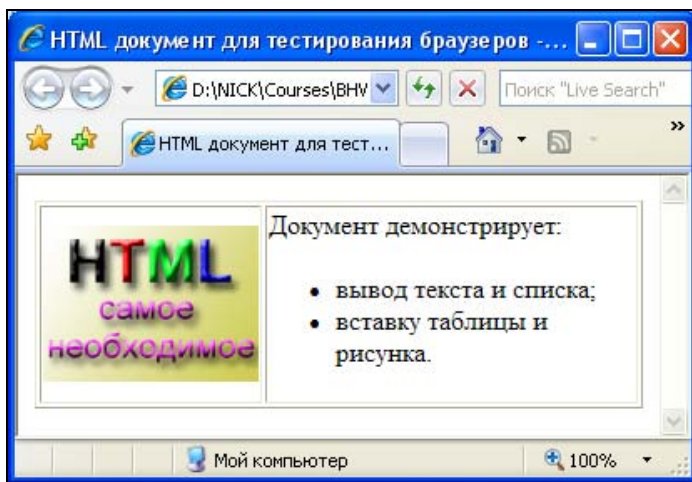 HTML документ для тестирования браузеров -...
D:\NICK\Courses\BHV
Поиск "Live Search"
HTML документ для тест...
»
HTML
самое
необходимое
Документ демонстрирует:
• вывод текста и списка;
• вставку таблицы и
рисунка.
Мой компьютер
100%